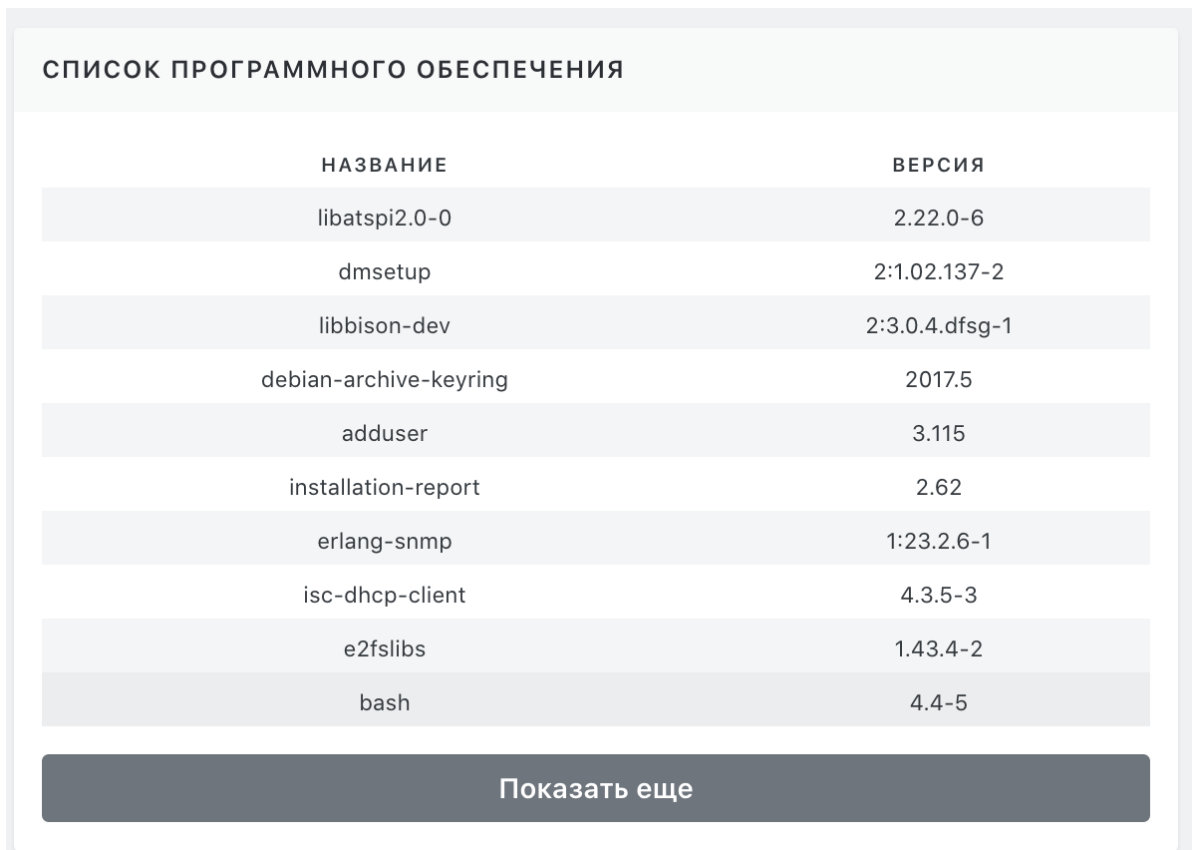 СПИСОК ПРОГРАММНОГО ОБЕСПЕЧЕНИЯ
НАЗВАНИЕ ВЕРСИЯ
libatspi2.0-0 2.22.0-6
dmsetup 2:1.02.137-2
libbison-dev 2:3.0.4.dfsg-1
debian-archive-keyring 2017.5
adduser 3.115
installation-report 2.62
erlang-snmp 1:23.2.6-1
isc-dhcp-client 4.3.5-3
e2fslibs 1.43.4-2
bash 4.4-5
Показать еще